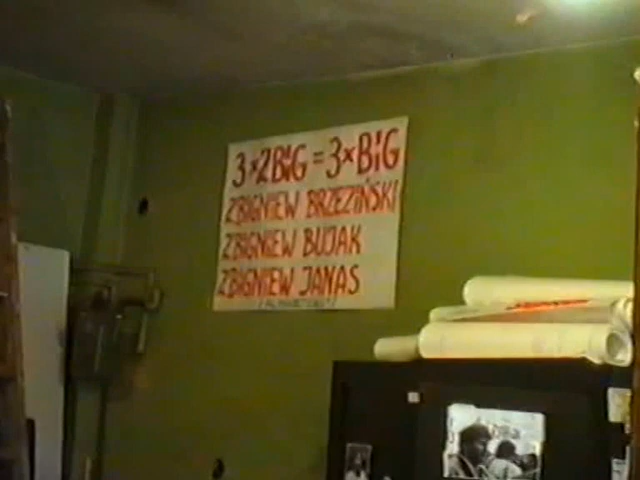 3×ZBiG = 3×BiG
ZBIGNIEW BRZEZIŃSKI
ZBIGNIEW BUJAK
ZBIGNIEW JANAS